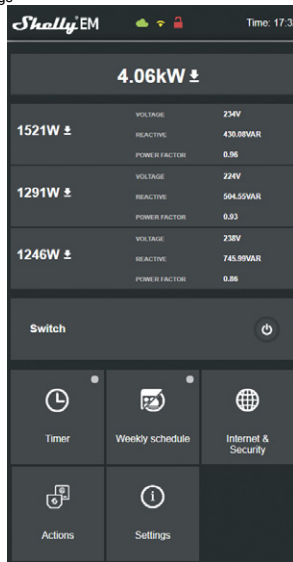 Shelly EM Time: 17:3
4.06kW
1521W
VOLTAGE 234V
REACTIVE 430.08VAR
POWER FACTOR 0.96
1291W
VOLTAGE 224V
REACTIVE 504.55VAR
POWER FACTOR 0.93
1246W
VOLTAGE 238V
REACTIVE 745.99VAR
POWER FACTOR 0.86
Switch
Timer
Weekly schedule
Internet &
Security
Actions
Settings